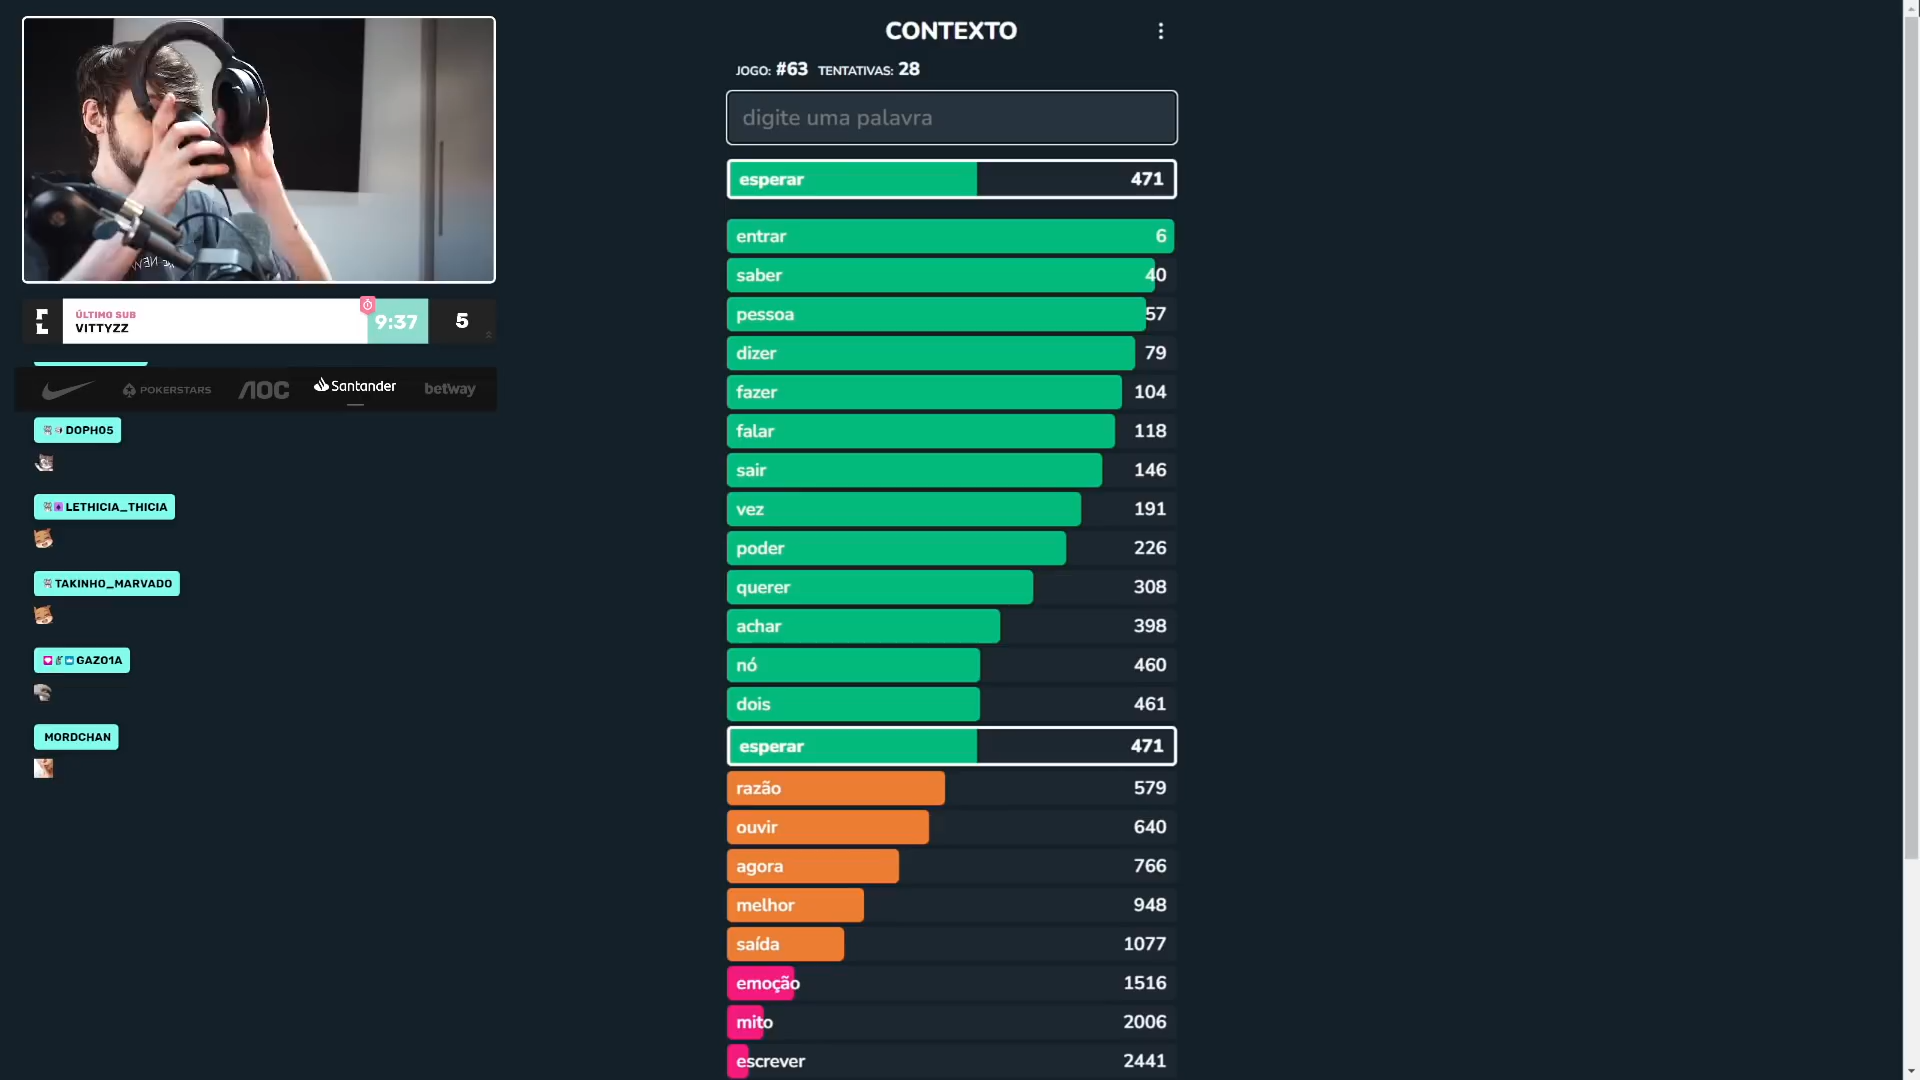 CONTEXTO
JOGO: #63 TENTATIVAS: 28
digite uma palavra
esperar 471
entrar 6
saber 40
pessoa 57
dizer 79
fazer 104
falar 118
sair 146
vez 191
poder 226
querer 308
achar 398
nó 460
dois 461
esperar 471
razão 579
ouvir 640
agora 766
melhor 948
saída 1077
emoção 1516
mito 2006
escrever 2441
ÚLTIMO SUB
VITTYZZ
9:37
5
POKERSTARS AOC Santander betway
DOPH05
LETHICIA_THICIA
TAKINHO_MARVADO
GAZO1A
MORDCHAN